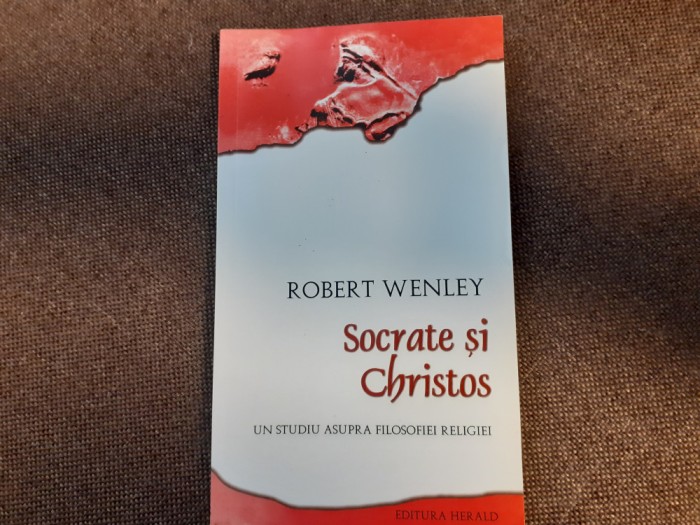 ROBERT WENLEY
Socrate și
Christos
UN STUDIU ASUPRA FILOSOFIEI RELIGIEI
EDITURA HERALD